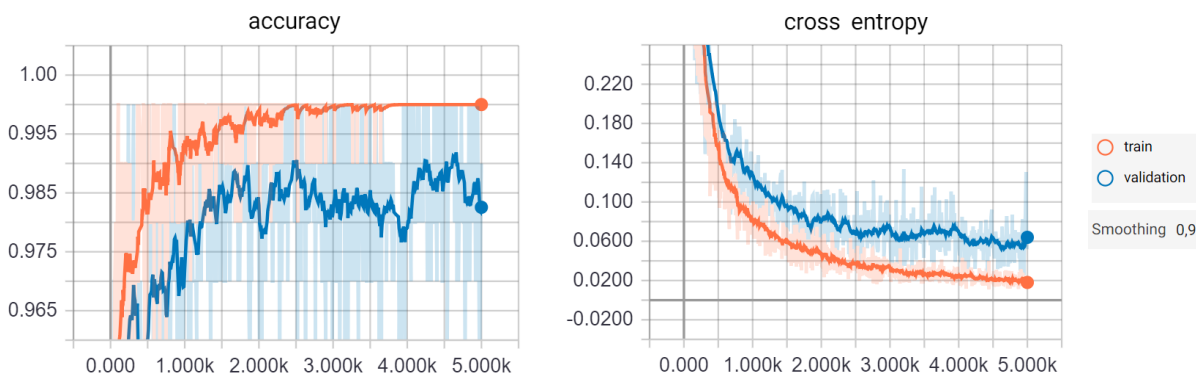 accuracy
1.00
0.995
0.985
0.975
0.965
0.000 1.000k 2.000k 3.000k 4.000k 5.000k
cross entropy
0.220
0.180
0.140
0.100
0.0600
0.0200
-0.0200
0.000 1.000k 2.000k 3.000k 4.000k 5.000k
train
validation
Smoothing 0,9